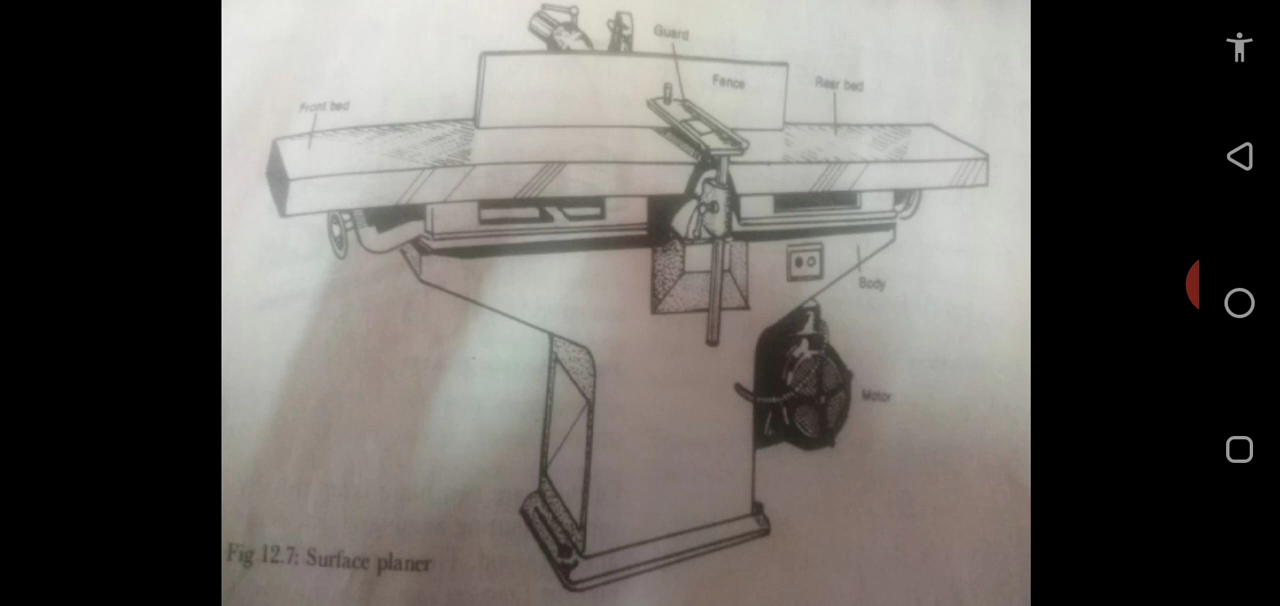 Guard
Fence
Rear bed
Front bed
Body
Motor
Fig 12.7: Surface planer